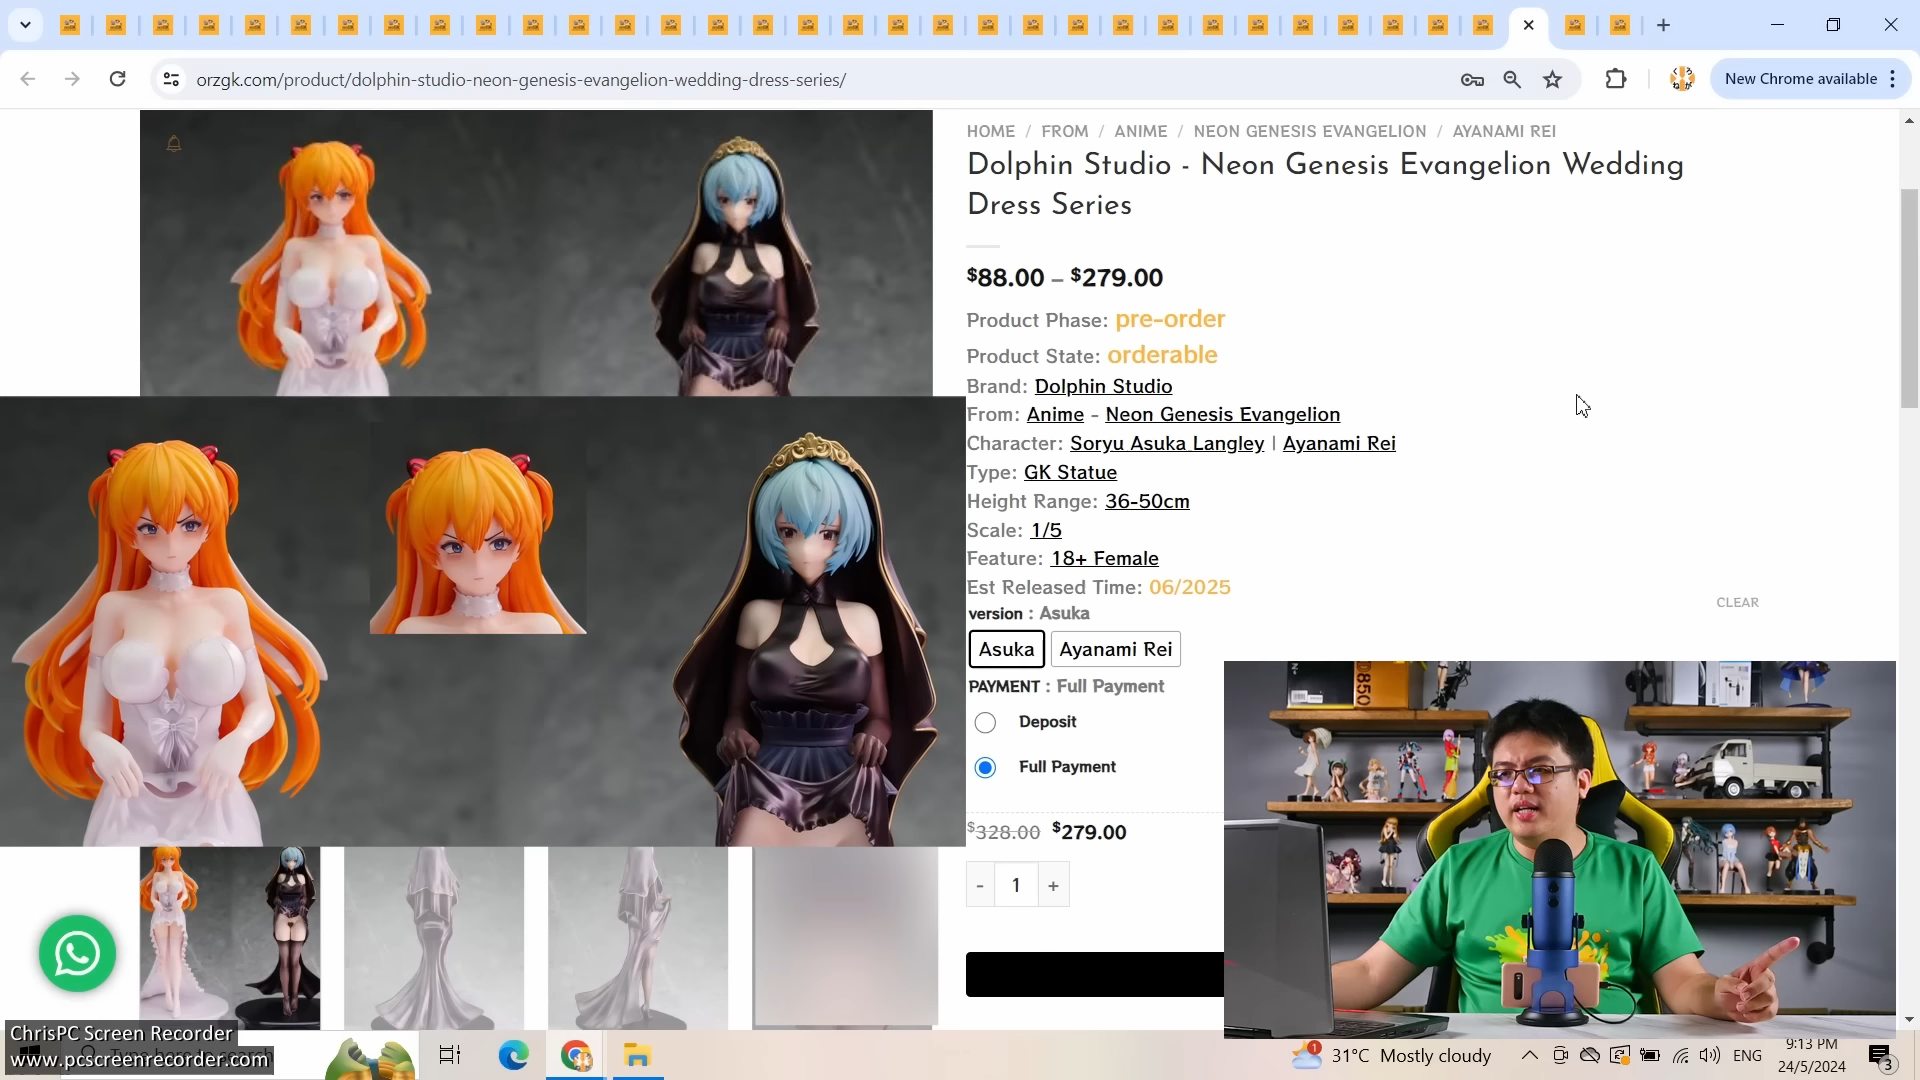 orzgk.com/product/dolphin-studio-neon-genesis-evangelion-wedding-dress-series/
New Chrome available
HOME / FROM / ANIME / NEON GENESIS EVANGELION / AYANAMI REI
Dolphin Studio - Neon Genesis Evangelion Wedding
Dress Series
$88.00 – $279.00
Product Phase: pre-order
Product State: orderable
Brand: Dolphin Studio
From: Anime - Neon Genesis Evangelion
Character: Soryu Asuka Langley | Ayanami Rei
Type: GK Statue
Height Range: 36-50cm
Scale: 1/5
Feature: 18+ Female
Est Released Time: 06/2025
version : Asuka
CLEAR
Asuka
Ayanami Rei
PAYMENT : Full Payment
Deposit
Full Payment
$328.00 $279.00
- 1 +
ChrisPC Screen Recorder
www.pcscreenrecorder.com
1
31°C Mostly cloudy
ENG
9:13 PM
24/5/2024
3